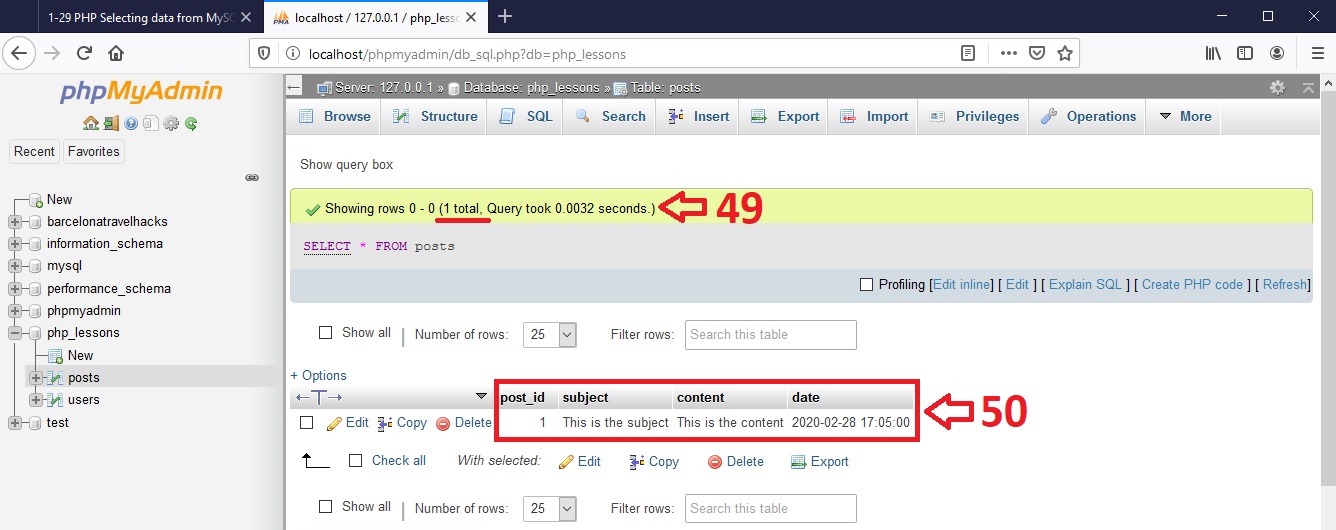 1-29 PHP Selecting data from MySQ
localhost / 127.0.0.1 / php_lesso
localhost/phpmyadmin/db_sql.php?db=php_lessons
phpMyAdmin
Recent
Favorites
New
barcelonatravelhacks
information_schema
mysql
performance_schema
phpmyadmin
php_lessons
New
posts
users
test
Server: 127.0.0.1 » Database: php_lessons » Table: posts
Browse Structure SQL Search Insert Export Import Privileges Operations More
Show query box
Showing rows 0 - 0 (1 total, Query took 0.0032 seconds.) 49
SELECT * FROM posts
Profiling [Edit inline] [ Edit ] [ Explain SQL ] [ Create PHP code ] [ Refresh]
Show all | Number of rows: 25 Filter rows: Search this table
+ Options
←T→ post_id subject content date
Edit Copy Delete 1 This is the subject This is the content 2020-02-28 17:05:00 50
Check all With selected: Edit Copy Delete Export
Show all | Number of rows: 25 Filter rows: Search this table